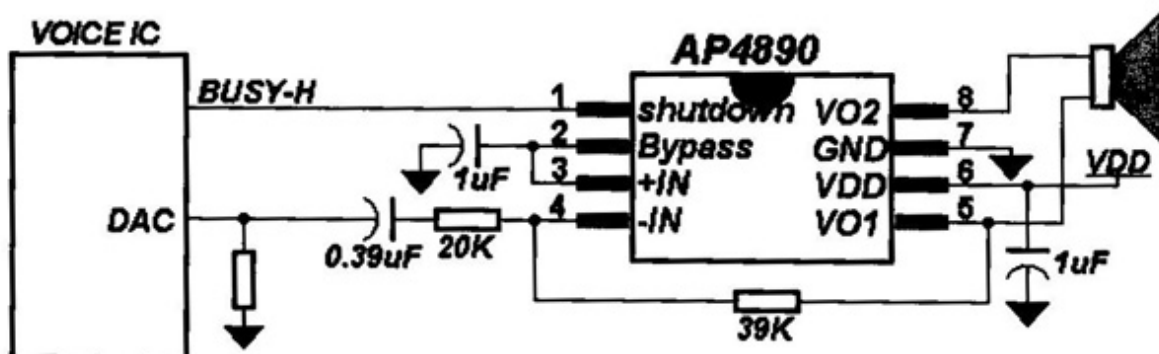 VOICE IC
AP4890
BUSY-H
1
shutdown
VO2
8
2
Bypass
GND
7
1uF
3
+IN
VDD
6
VDD
DAC
4
-IN
VO1
5
0.39uF
20K
1uF
39K